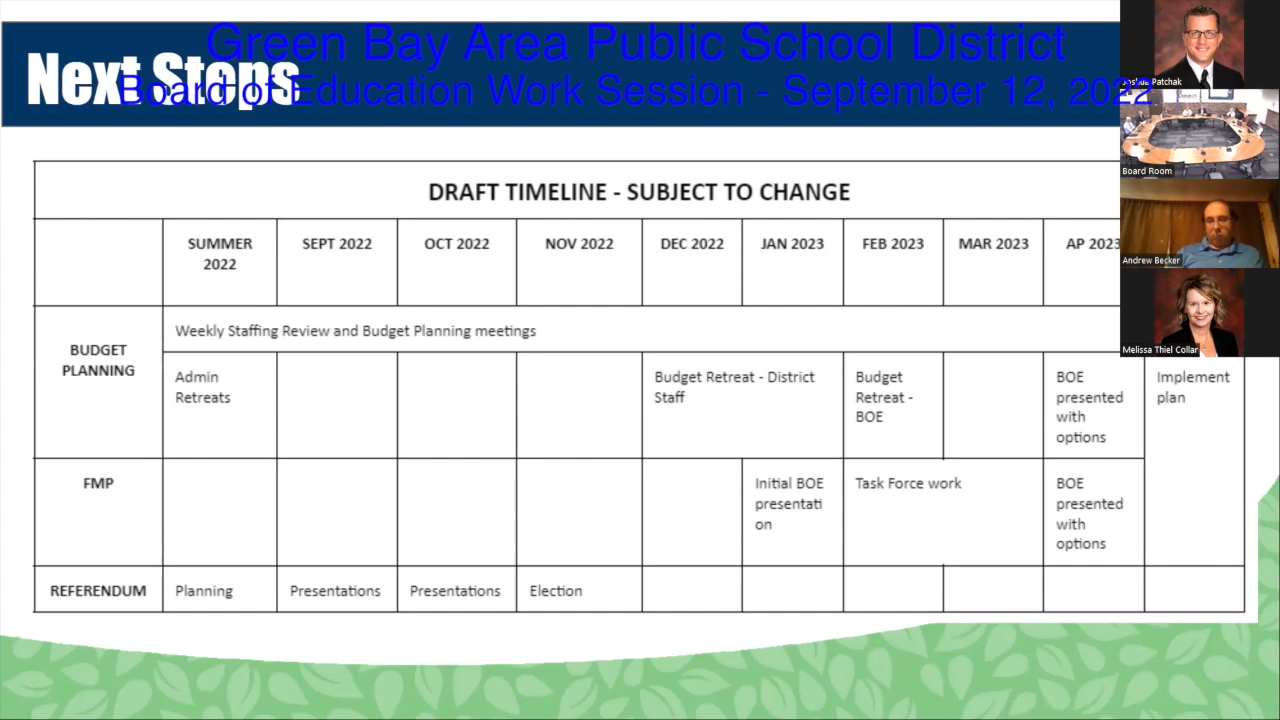 Green Bay Area Public School District
Next Steps
Board of Education Work Session - September 12, 2022
Joshua Patchak
Board Room
Andrew Becker
Melissa Thiel Collar
DRAFT TIMELINE - SUBJECT TO CHANGE
SUMMER
2022
SEPT 2022
OCT 2022
NOV 2022
DEC 2022
JAN 2023
FEB 2023
MAR 2023
AP 2023
BUDGET
PLANNING
Weekly Staffing Review and Budget Planning meetings
Admin
Retreats
Budget Retreat - District
Staff
Budget
Retreat -
BOE
BOE
presented
with
options
Implement
plan
FMP
Initial BOE
presentati
on
Task Force work
BOE
presented
with
options
REFERENDUM
Planning
Presentations
Presentations
Election